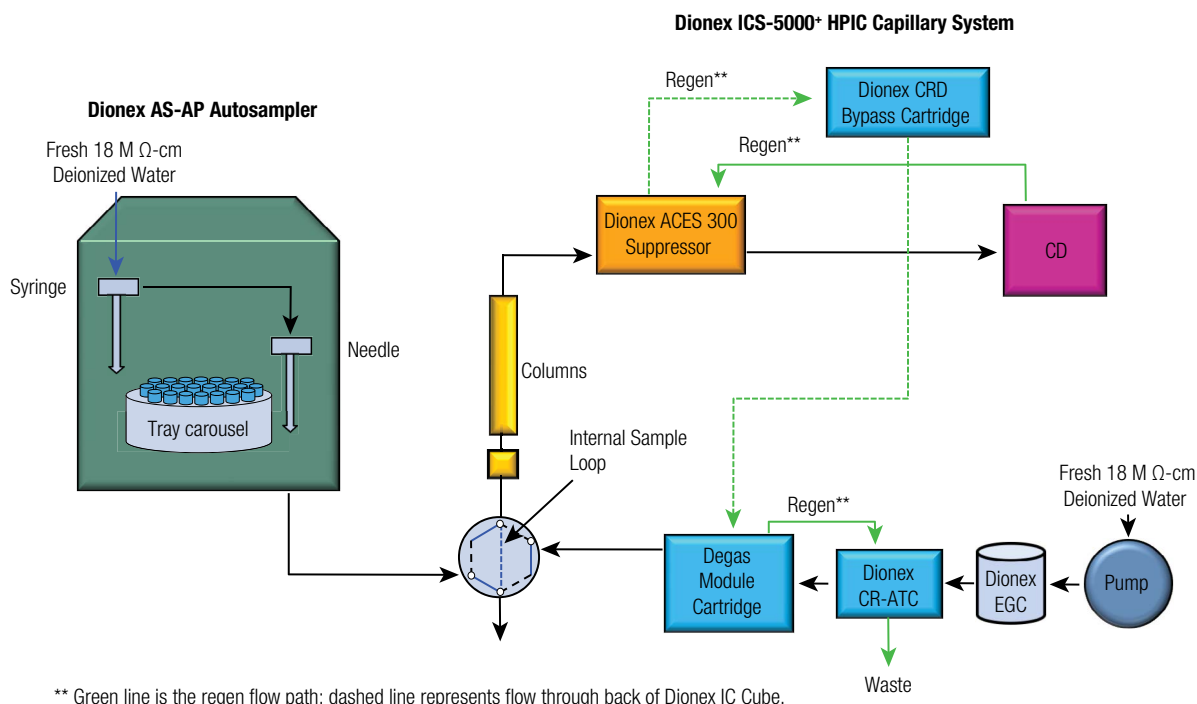 Dionex ICS-5000+ HPIC Capillary System
Dionex AS-AP Autosampler
Fresh 18 M Ω-cm
Deionized Water
Syringe
Needle
Tray carousel
Regen**
Dionex CRD
Bypass Cartridge
Regen**
Dionex ACES 300
Suppressor
CD
Columns
Internal Sample
Loop
Fresh 18 M Ω-cm
Deionized Water
Regen**
Degas
Module
Cartridge
Dionex
CR-ATC
Dionex
EGC
Pump
Waste
** Green line is the regen flow path; dashed line represents flow through back of Dionex IC Cube.